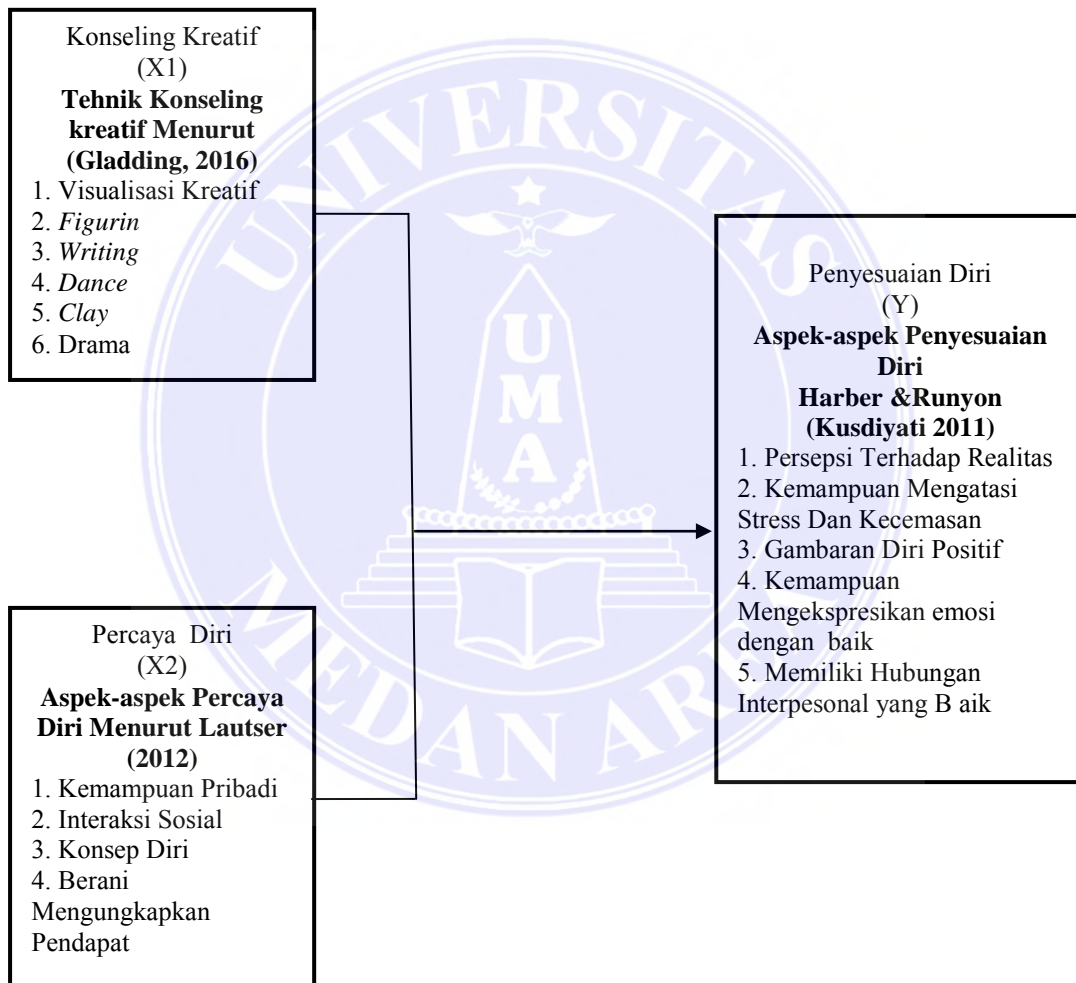 Konseling Kreatif
(X1)
Tehnik Konseling
kreatif Menurut
(Gladding, 2016)
1. Visualisasi Kreatif
2. Figurin
3. Writing
4. Dance
5. Clay
6. Drama
Percaya Diri
(X2)
Aspek-aspek Percaya
Diri Menurut Lautser
(2012)
1. Kemampuan Pribadi
2. Interaksi Sosial
3. Konsep Diri
4. Berani
Mengungkapkan
Pendapat
Penyesuaian Diri
(Y)
Aspek-aspek Penyesuaian
Diri
Harber &Runyon
(Kusdiyati 2011)
1. Persepsi Terhadap Realitas
2. Kemampuan Mengatasi
Stress Dan Kecemasan
3. Gambaran Diri Positif
4. Kemampuan
Mengekspresikan emosi
dengan baik
5. Memiliki Hubungan
Interpesonal yang B aik
UNIVERSITAS
UMA
MEDAN AREA